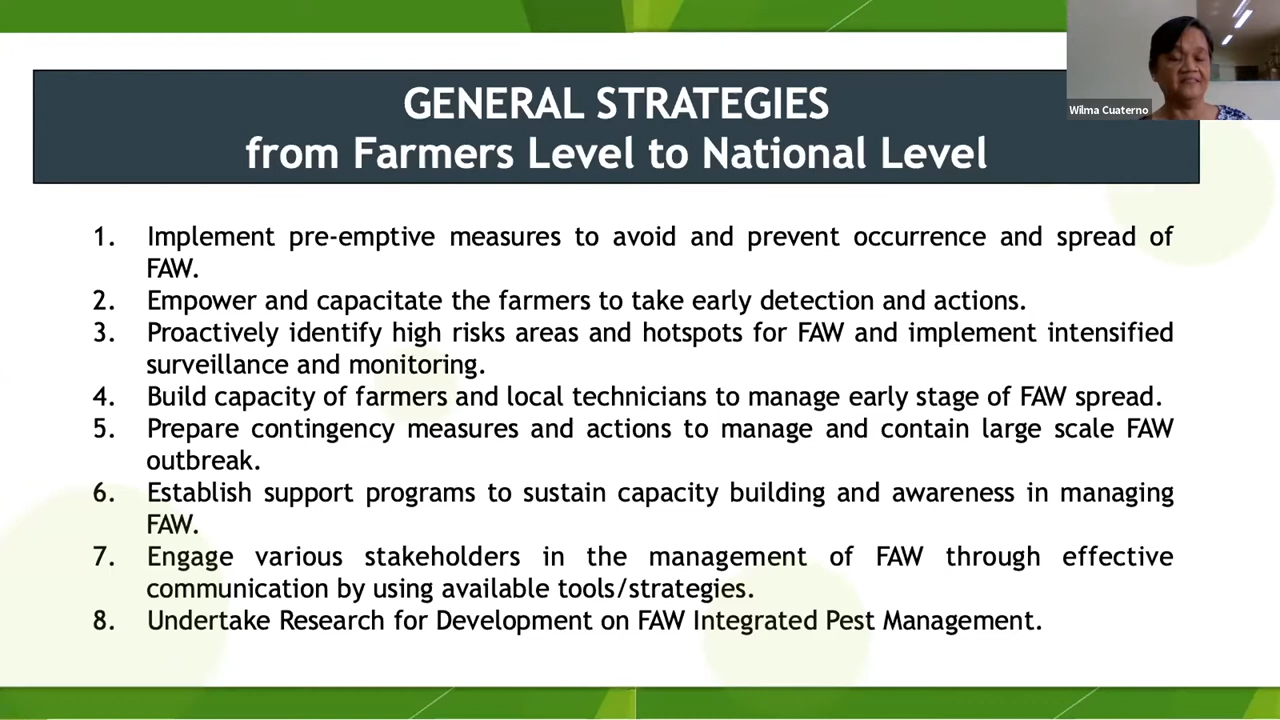 GENERAL STRATEGIES
from Farmers Level to National Level
Wilma Cuaterno
1. Implement pre-emptive measures to avoid and prevent occurrence and spread of
FAW.
2. Empower and capacitate the farmers to take early detection and actions.
3. Proactively identify high risks areas and hotspots for FAW and implement intensified
surveillance and monitoring.
4. Build capacity of farmers and local technicians to manage early stage of FAW spread.
5. Prepare contingency measures and actions to manage and contain large scale FAW
outbreak.
6. Establish support programs to sustain capacity building and awareness in managing
FAW.
7. Engage various stakeholders in the management of FAW through effective
communication by using available tools/strategies.
8. Undertake Research for Development on FAW Integrated Pest Management.